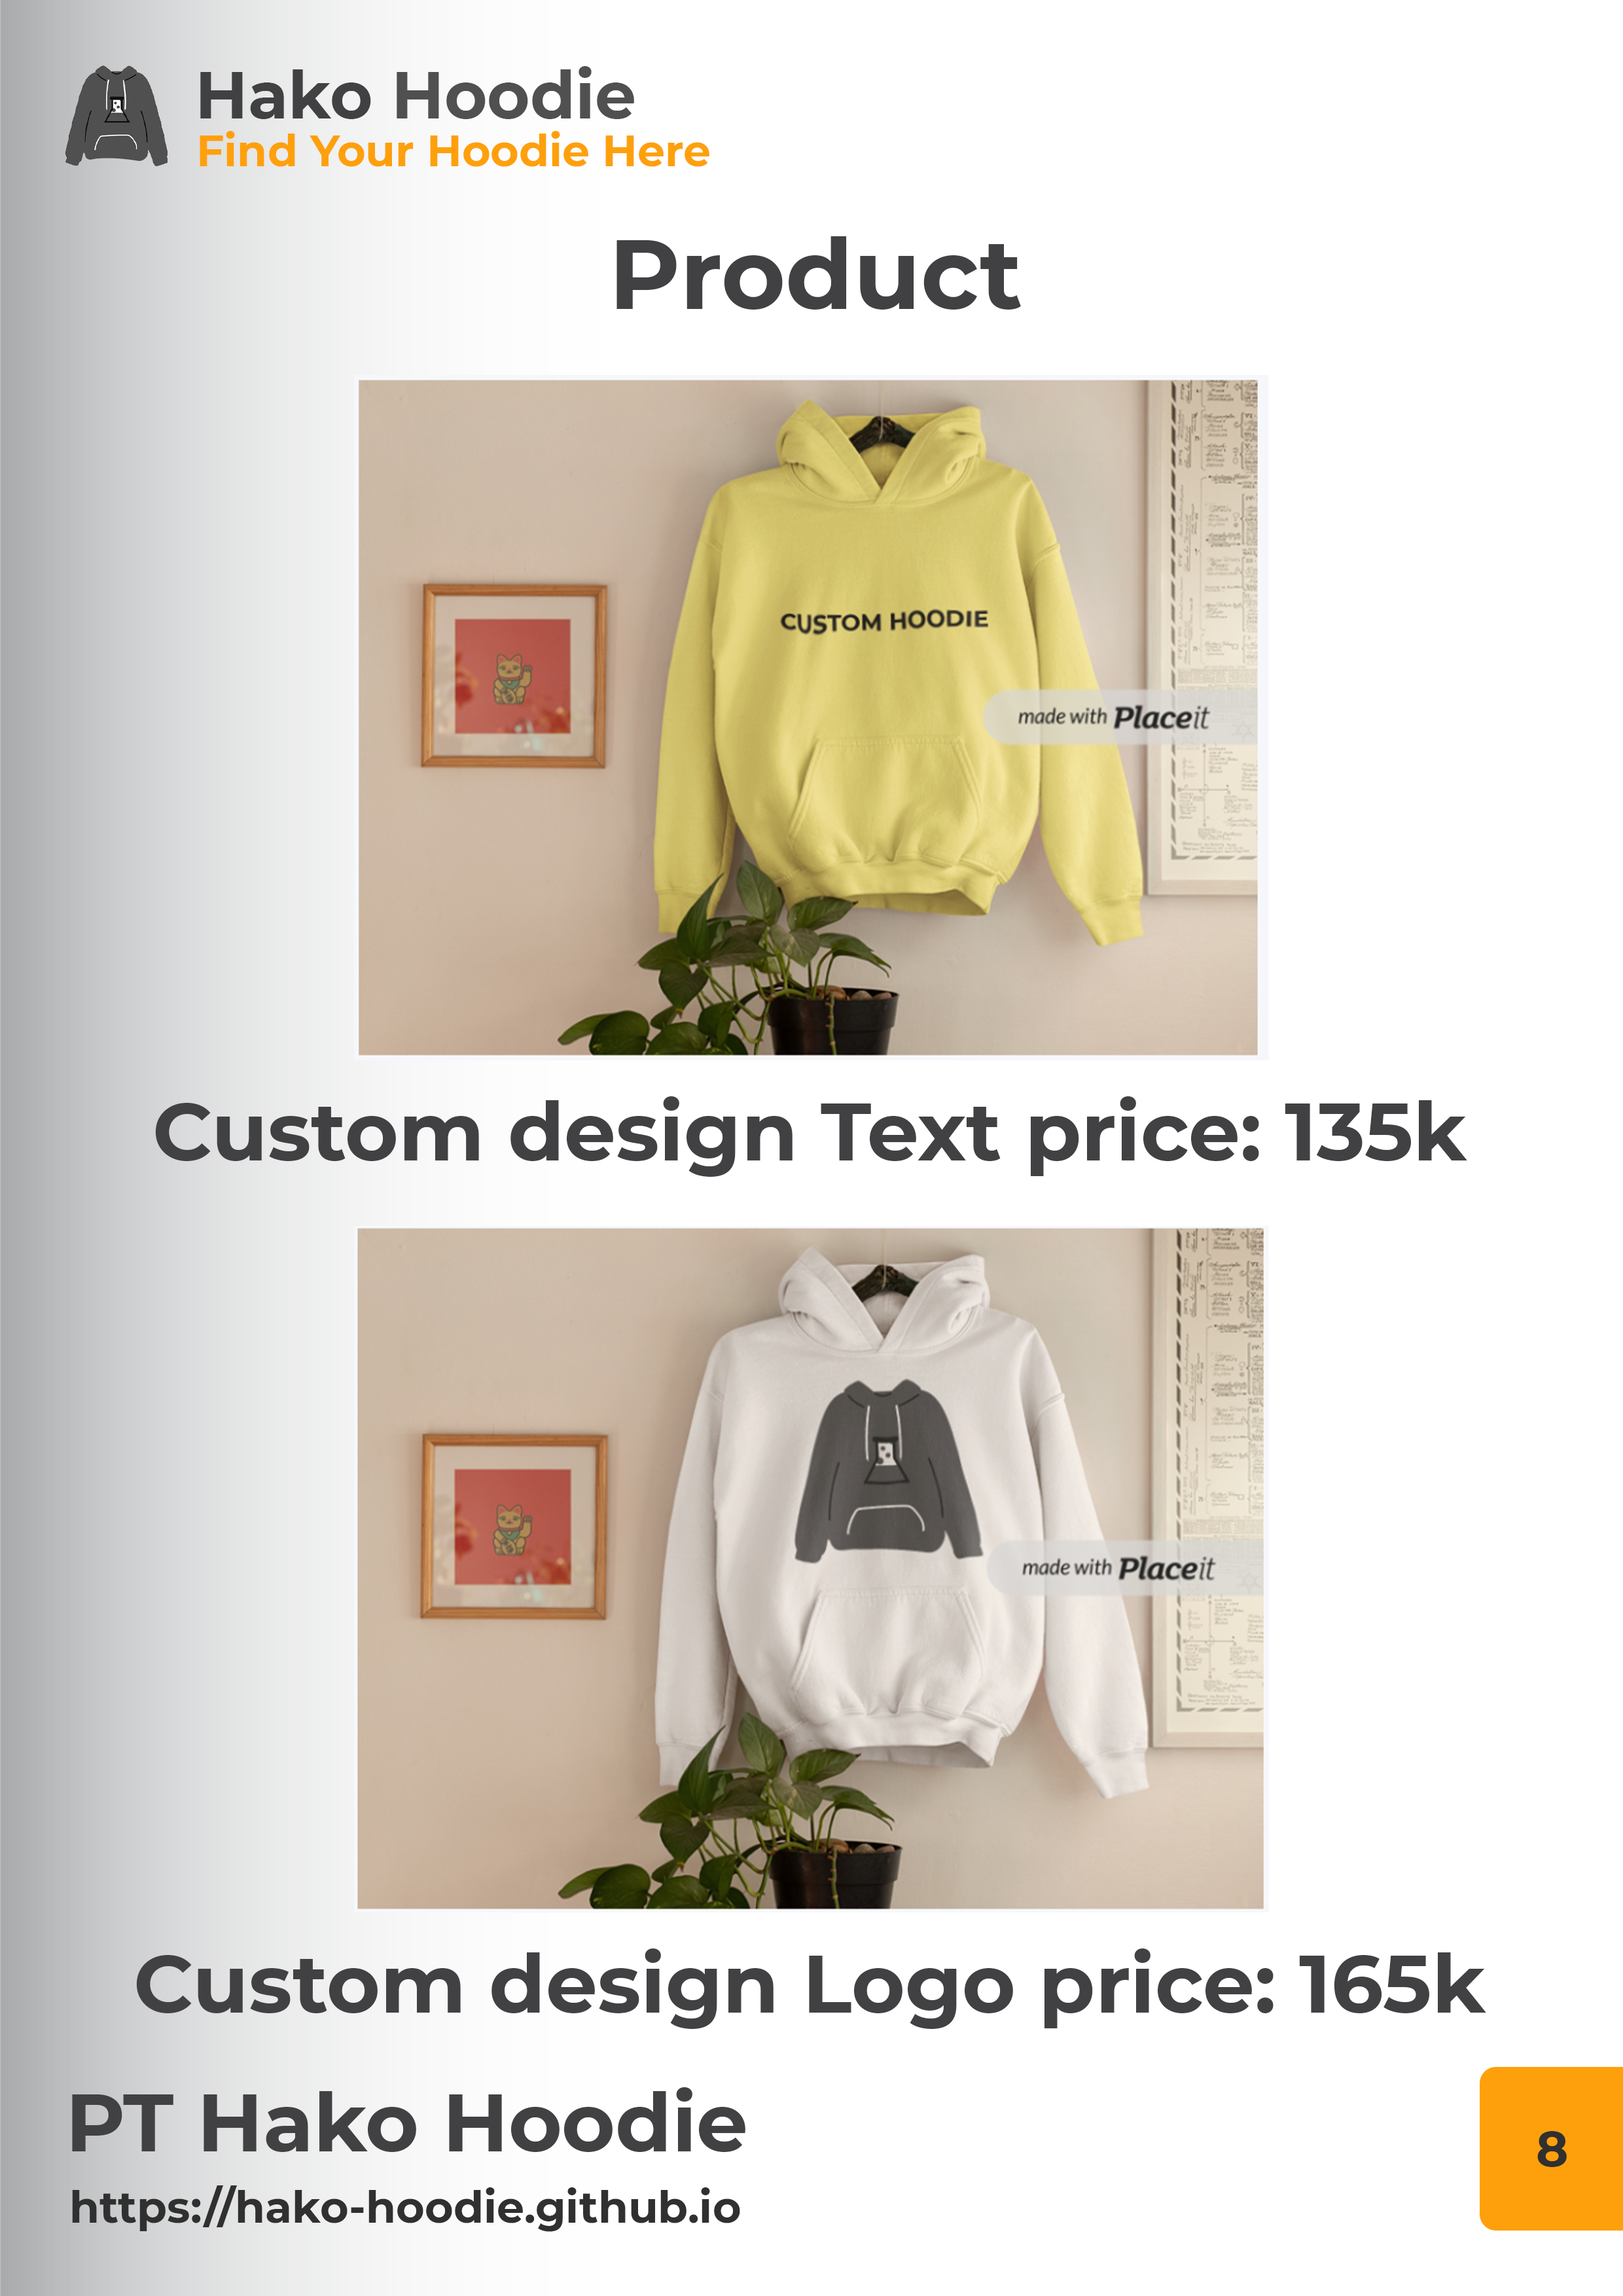 Hako Hoodie
Find Your Hoodie Here
Product
CUSTOM HOODIE
made with Placeit
Custom design Text price: 135k
made with Placeit
Custom design Logo price: 165k
PT Hako Hoodie
https://hako-hoodie.github.io
8